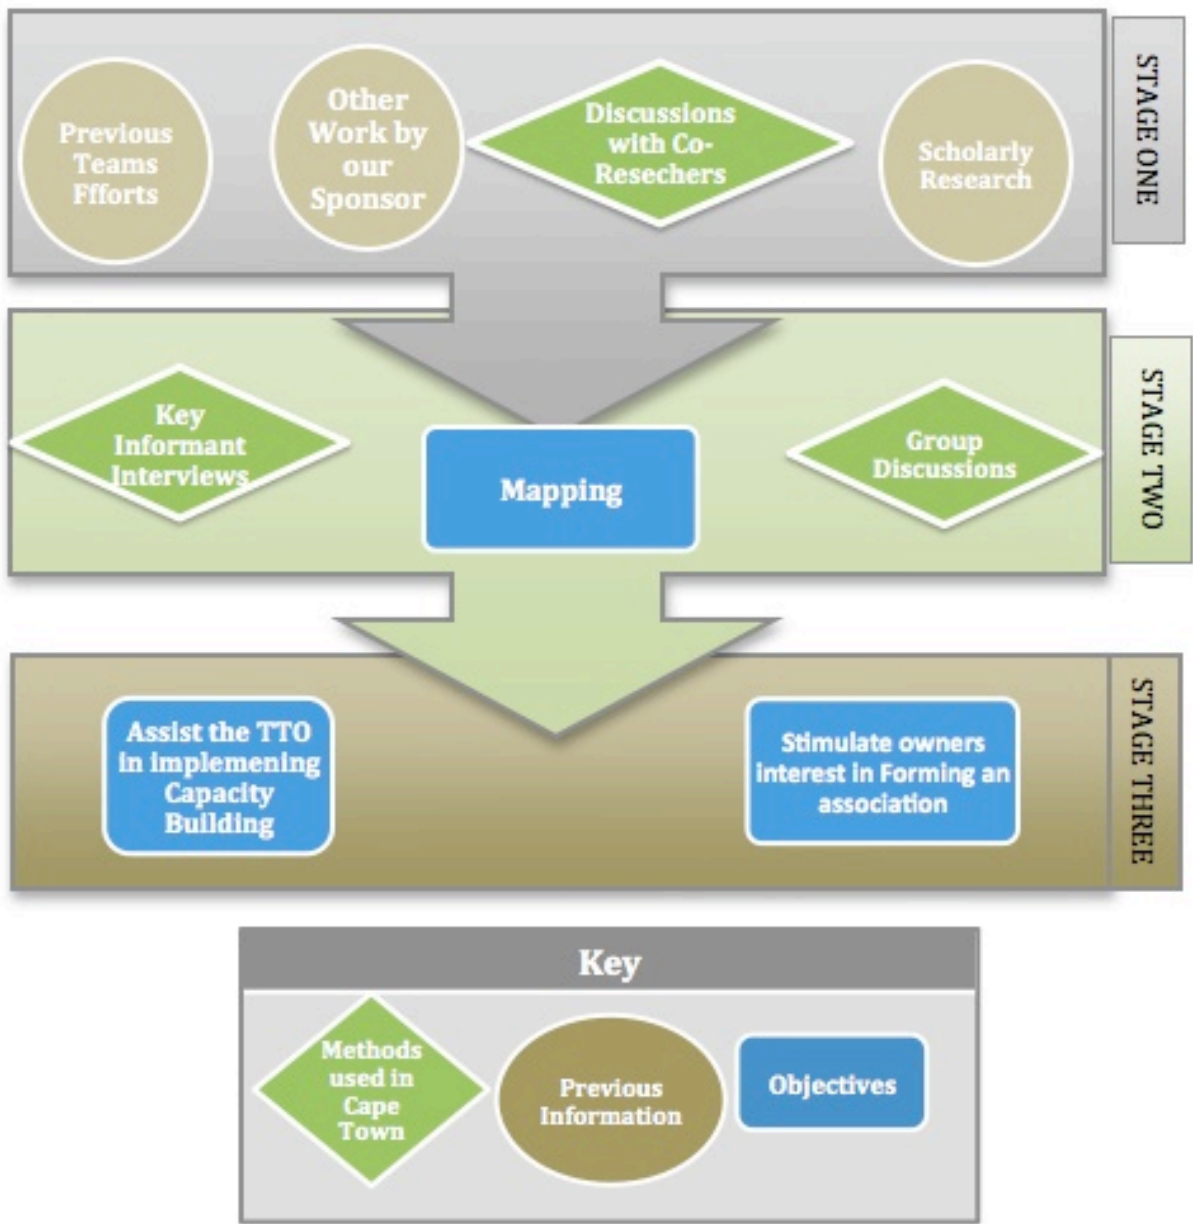 Previous
Teams
Ffforts
Other
Work by
our
Sponsor
Discussions
with Co-
Resechers
Scholarly
Research
STAGE ONE
Key
Informant
Interviews
Mapping
Group
Discussions
STAGE TWO
Assist the TTO
in implemening
Capacity
Building
Stimulate owners
interest in Forming an
association
STAGE THREE
Key
Methods
used in
Cape
Town
Previous
Information
Objectives